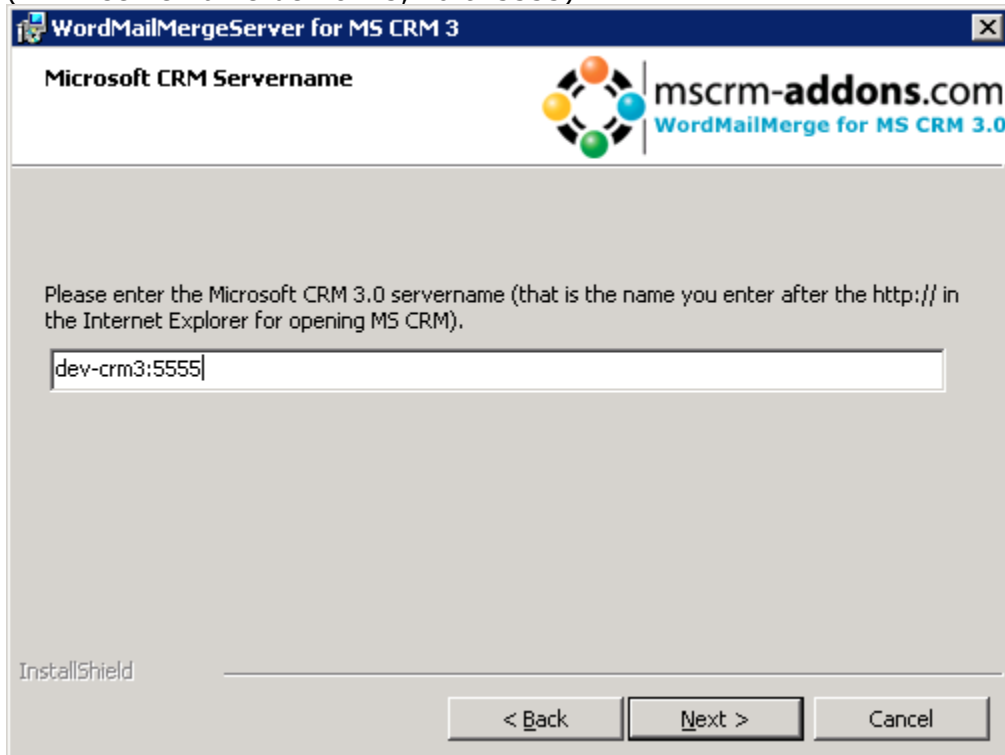 WordMailMergeServer for MS CRM 3
Microsoft CRM Servername
mscrm-addons.com
WordMailMerge for MS CRM 3.0
Please enter the Microsoft CRM 3.0 servername (that is the name you enter after the http:// in
the Internet Explorer for opening MS CRM).
dev-crm3:5555
InstallShield
< Back
Next >
Cancel